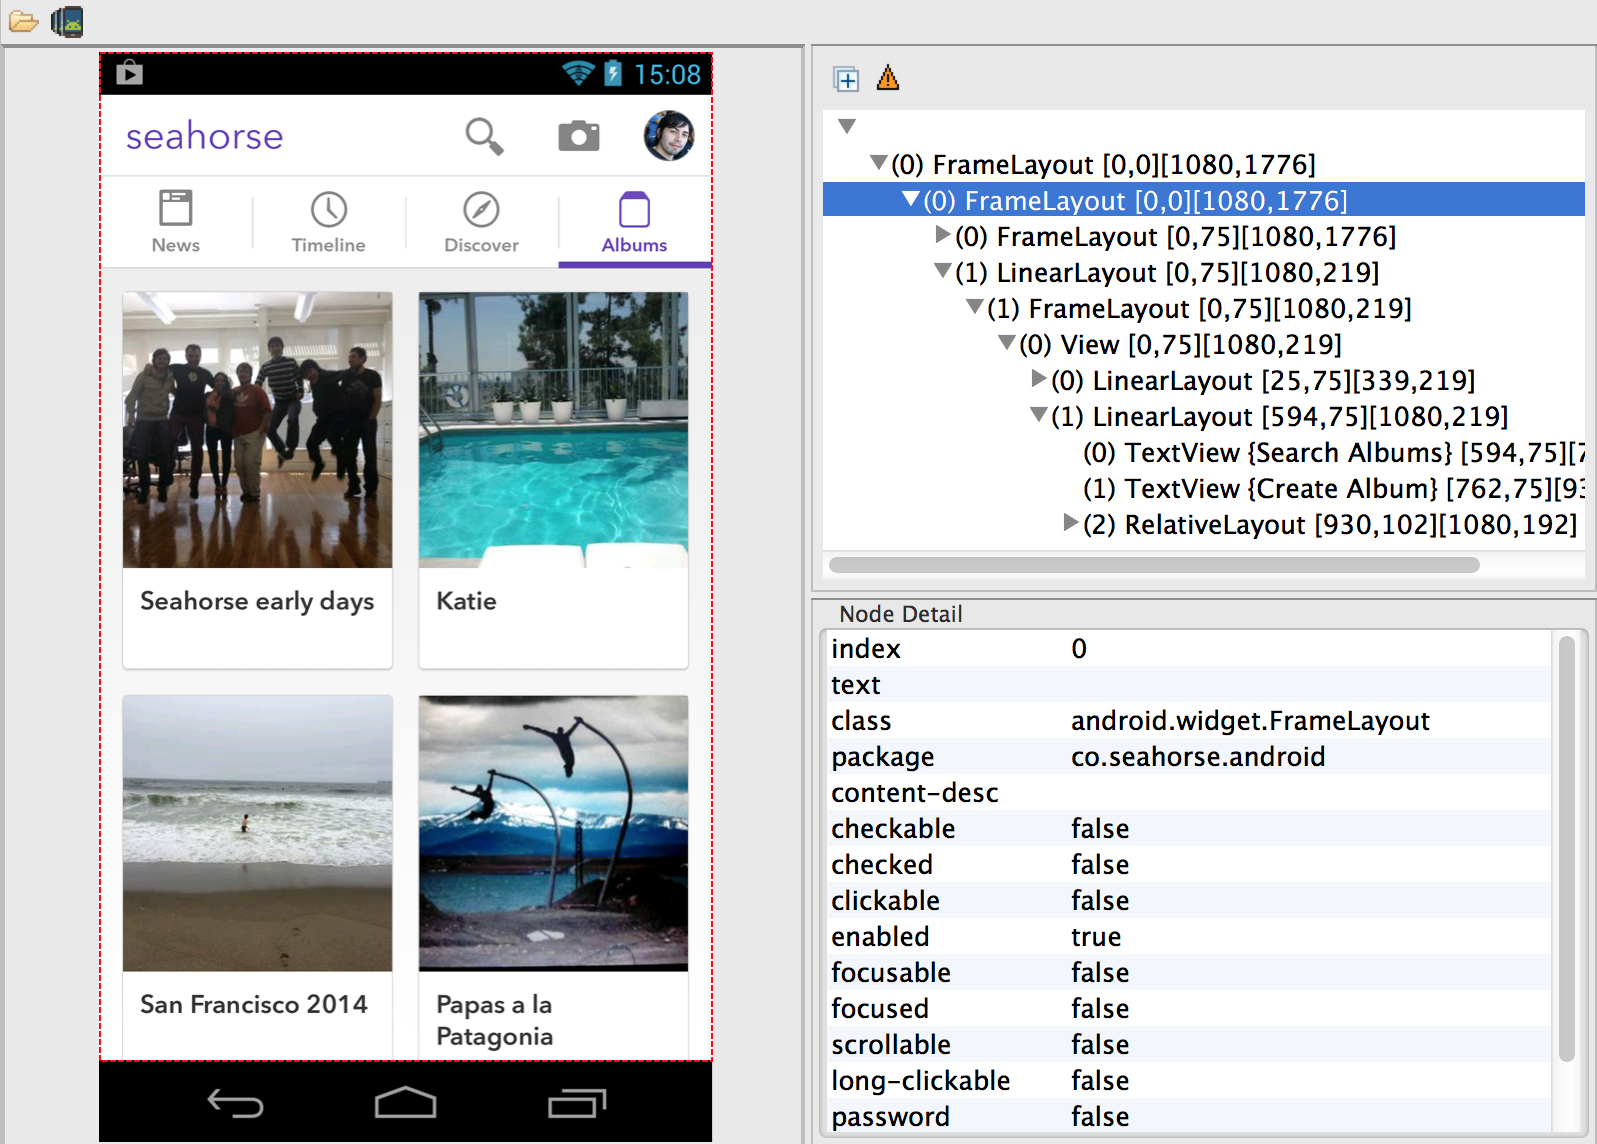 15:08
seahorse
News Timeline Discover Albums
Seahorse early days
Katie
San Francisco 2014
Papas a la
Patagonia
(0) FrameLayout [0,0][1080,1776]
(0) FrameLayout [0,0][1080,1776]
(0) FrameLayout [0,75][1080,1776]
(1) LinearLayout [0,75][1080,219]
(1) FrameLayout [0,75][1080,219]
(0) View [0,75][1080,219]
(0) LinearLayout [25,75][339,219]
(1) LinearLayout [594,75][1080,219]
(0) TextView {Search Albums} [594,75][7
(1) TextView {Create Album} [762,75][93
(2) RelativeLayout [930,102][1080,192]
Node Detail
index 0
text
class android.widget.FrameLayout
package co.seahorse.android
content-desc
checkable false
checked false
clickable false
enabled true
focusable false
focused false
scrollable false
long-clickable false
password false